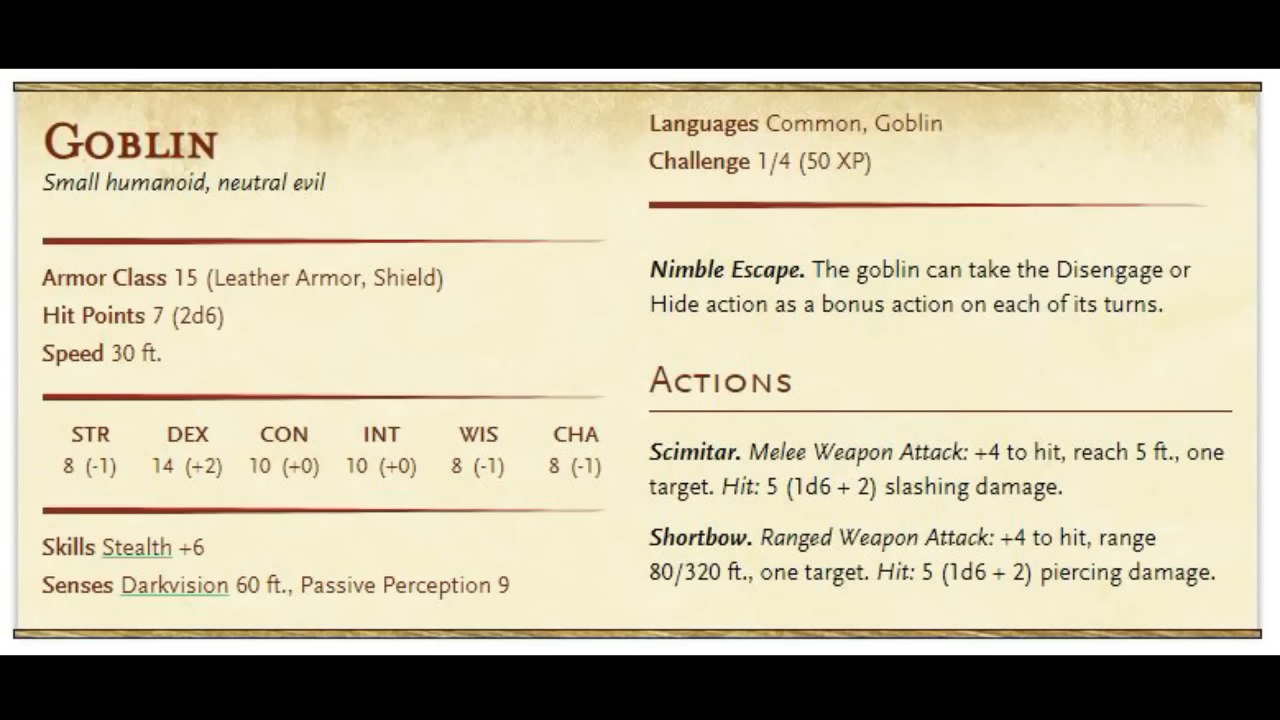 Goblin
Small humanoid, neutral evil
Armor Class 15 (Leather Armor, Shield)
Hit Points 7 (2d6)
Speed 30 ft.
STR DEX CON INT WIS CHA
8 (-1) 14 (+2) 10 (+0) 10 (+0) 8 (-1) 8 (-1)
Skills Stealth +6
Senses Darkvision 60 ft., Passive Perception 9
Languages Common, Goblin
Challenge 1/4 (50 XP)
Nimble Escape. The goblin can take the Disengage or
Hide action as a bonus action on each of its turns.
Actions
Scimitar. Melee Weapon Attack: +4 to hit, reach 5 ft., one
target. Hit: 5 (1d6 + 2) slashing damage.
Shortbow. Ranged Weapon Attack: +4 to hit, range
80/320 ft., one target. Hit: 5 (1d6 + 2) piercing damage.